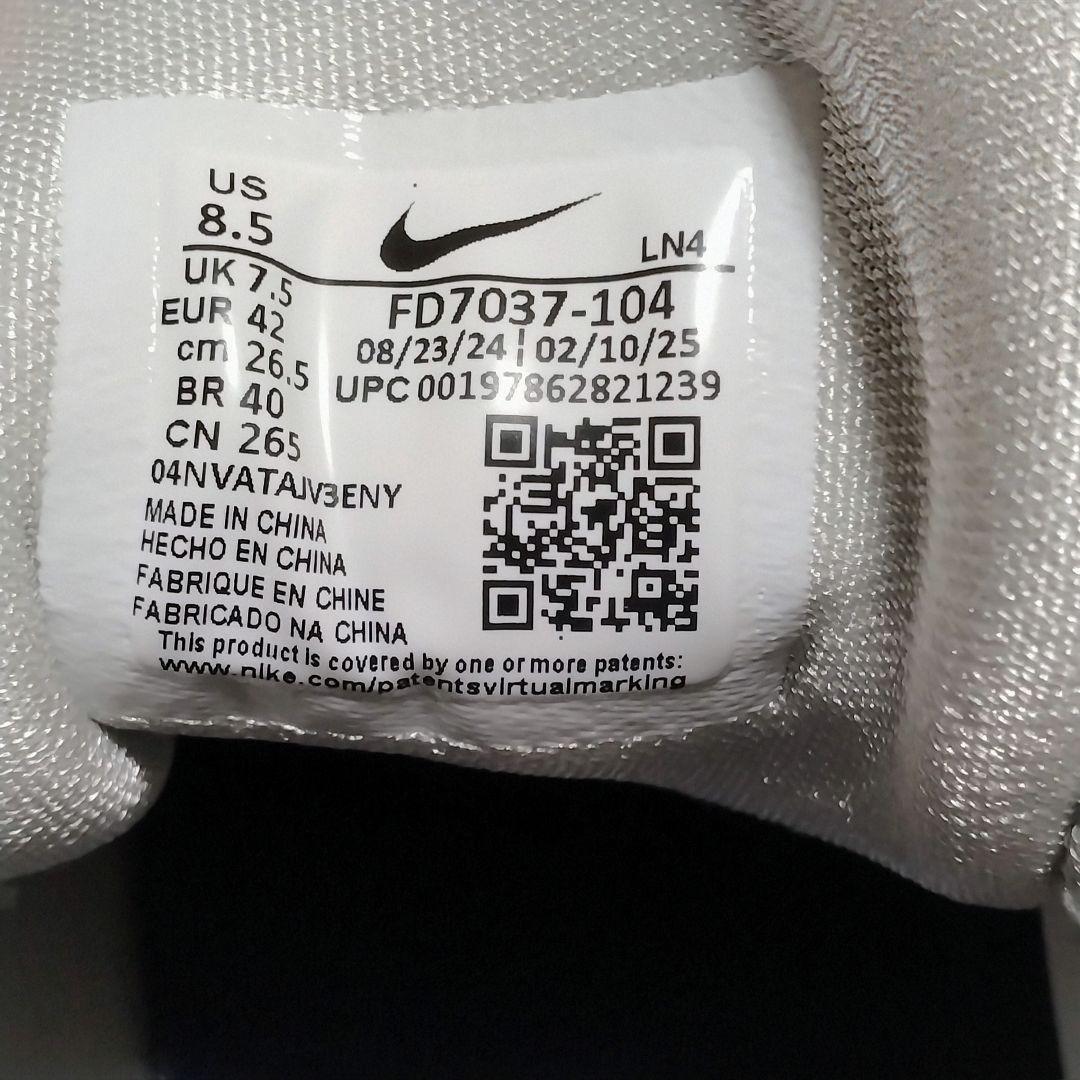 US
8.5
LN4
UK 7.5
EUR 42
cm 26.5
BR 40
CN 265
FD7037-104
08/23/24 | 02/10/25
UPC 00197862821239
04NVATAJV3ENY
MADE IN CHINA
HECHO EN CHINA
FABRIQUE EN CHINE
FABRICADO NA CHINA
This product is covered by one or more patents:
www.nike.com/patentsvirtualmarking